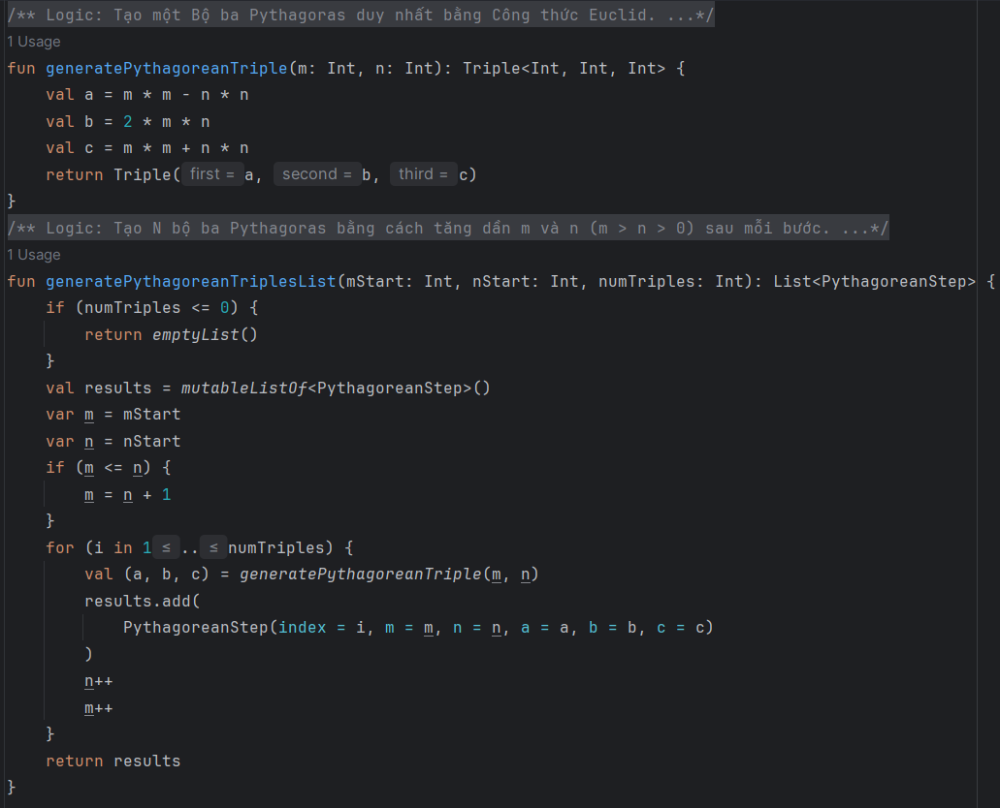 /** Logic: Tạo một Bộ ba Pythagoras duy nhất bằng Công thức Euclid. ...*/
1 Usage
fun generatePythagoreanTriple(m: Int, n: Int): Triple<Int, Int, Int> {
    val a = m * m - n * n
    val b = 2 * m * n
    val c = m * m + n * n
    return Triple( first = a, second = b, third = c)
}
/** Logic: Tạo N bộ ba Pythagoras bằng cách tăng dần m và n (m > n > 0) sau mỗi bước. ...*/
1 Usage
fun generatePythagoreanTriplesList(mStart: Int, nStart: Int, numTriples: Int): List<PythagoreanStep> {
    if (numTriples <= 0) {
        return emptyList()
    }
    val results = mutableListOf<PythagoreanStep>()
    var m = mStart
    var n = nStart
    if (m <= n) {
        m = n + 1
    }
    for (i in 1 ≤ .. ≤ numTriples) {
        val (a, b, c) = generatePythagoreanTriple(m, n)
        results.add(
            PythagoreanStep(index = i, m = m, n = n, a = a, b = b, c = c)
        )
        n++
        m++
    }
    return results
}